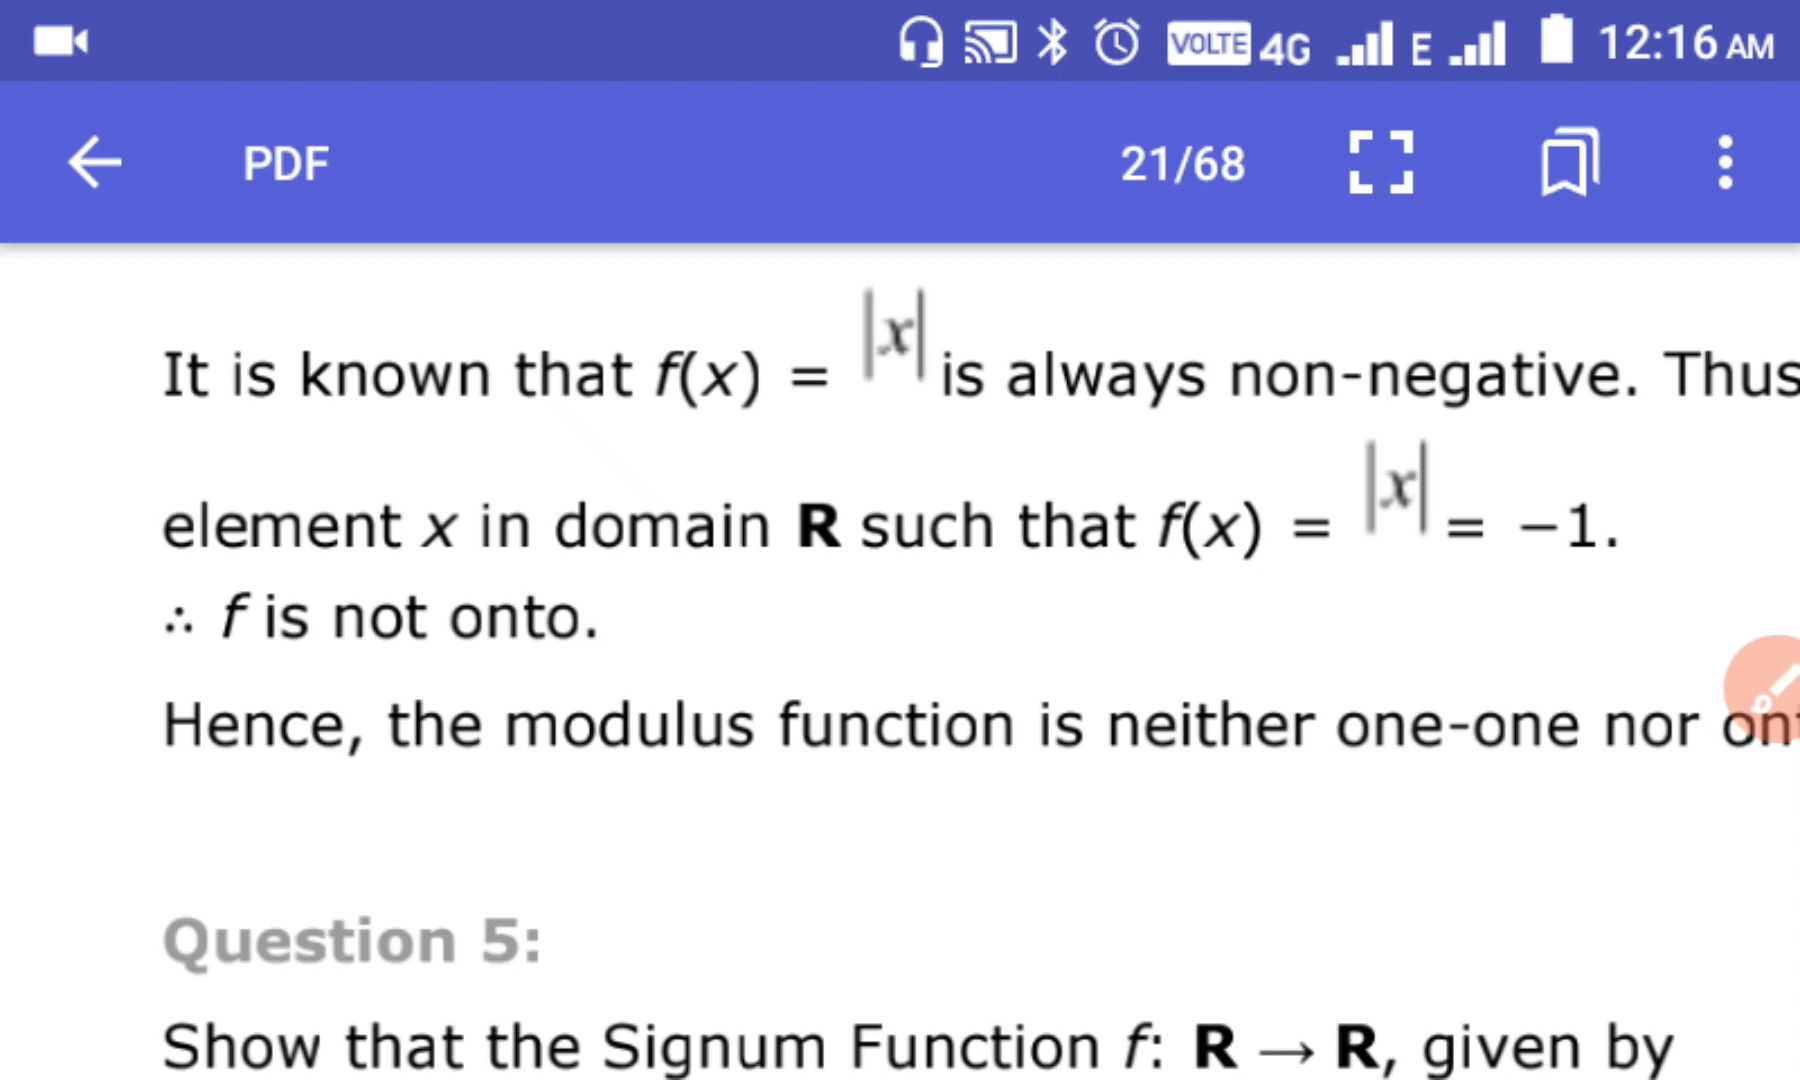 VOLTE 4G E 12:16 AM
PDF 21/68
It is known that f(x) = |x| is always non-negative. Thus
element x in domain R such that f(x) = |x| = −1.
∴ f is not onto.
Hence, the modulus function is neither one-one nor
Question 5:
Show that the Signum Function f: R → R, given by